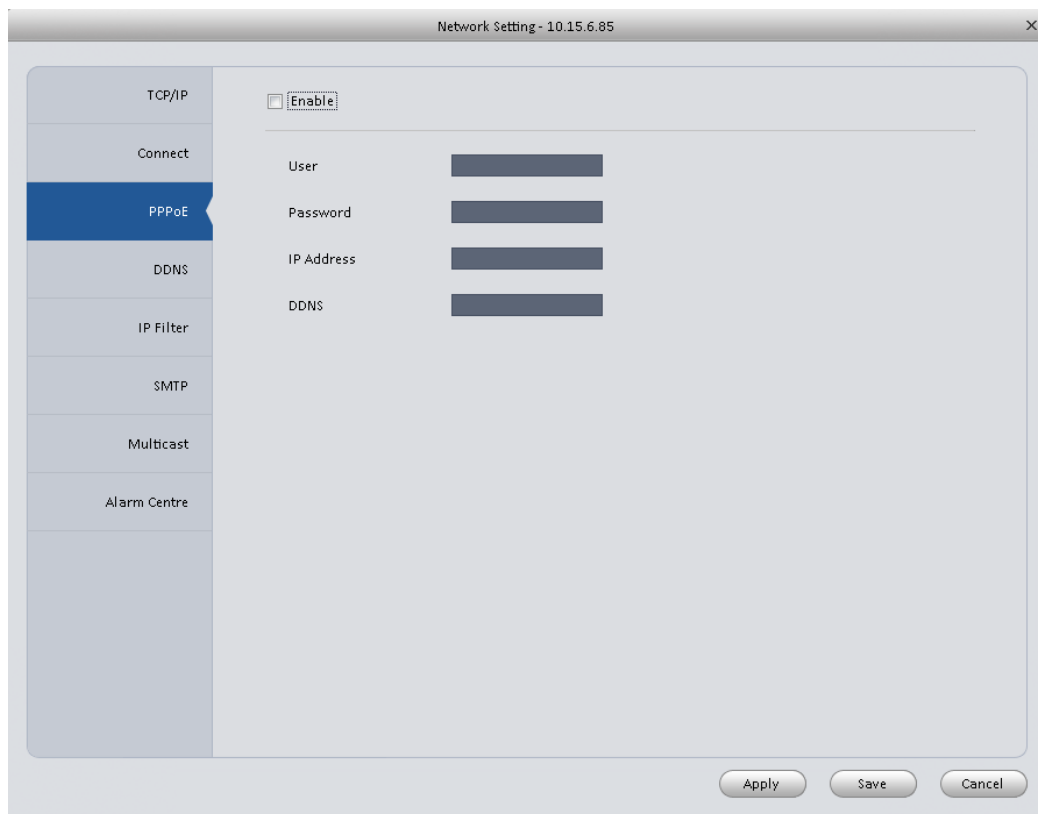 Network Setting - 10.15.6.85
TCP/IP
Connect
PPPoE
DDNS
IP Filter
SMTP
Multicast
Alarm Centre
Enable
User
Password
IP Address
DDNS
Apply
Save
Cancel